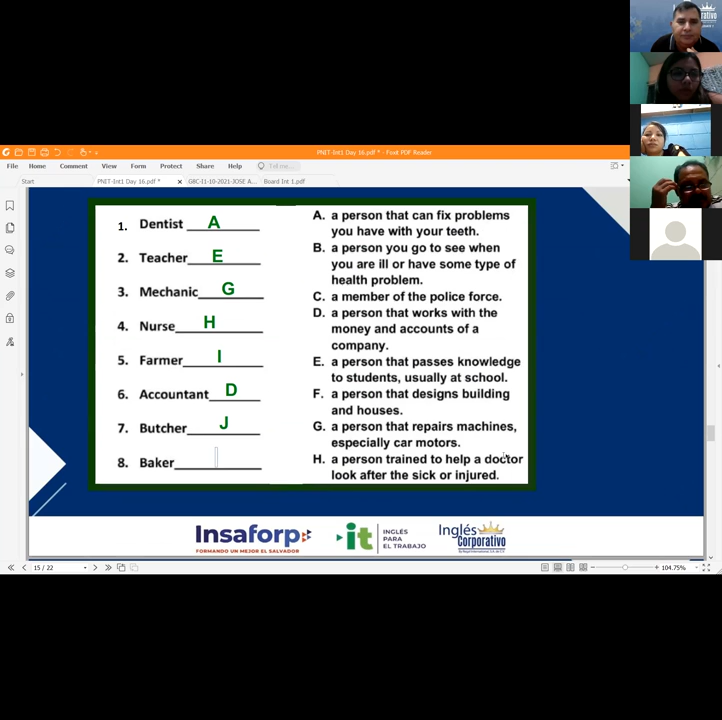 PNIT-Int1 Day 16.pdf * - Foxit PDF Reader
File Home Comment View Form Protect Share Help Tell me...
Start PNIT-Int1 Day 16.pdf * GBC-I1-10-2021-JOSE A... Board Int 1.pdf
1. Dentist A
2. Teacher E
3. Mechanic G
4. Nurse H
5. Farmer I
6. Accountant D
7. Butcher J
8. Baker
A. a person that can fix problems
you have with your teeth.
B. a person you go to see when
you are ill or have some type of
health problem.
C. a member of the police force.
D. a person that works with the
money and accounts of a
company.
E. a person that passes knowledge
to students, usually at school.
F. a person that designs building
and houses.
G. a person that repairs machines,
especially car motors.
H. a person trained to help a doctor
look after the sick or injured.
Insaforp
FORMANDO UN MEJOR EL SALVADOR
it
INGLÉS
PARA
EL TRABAJO
Inglés
Corporativo
15 / 22
104.75%